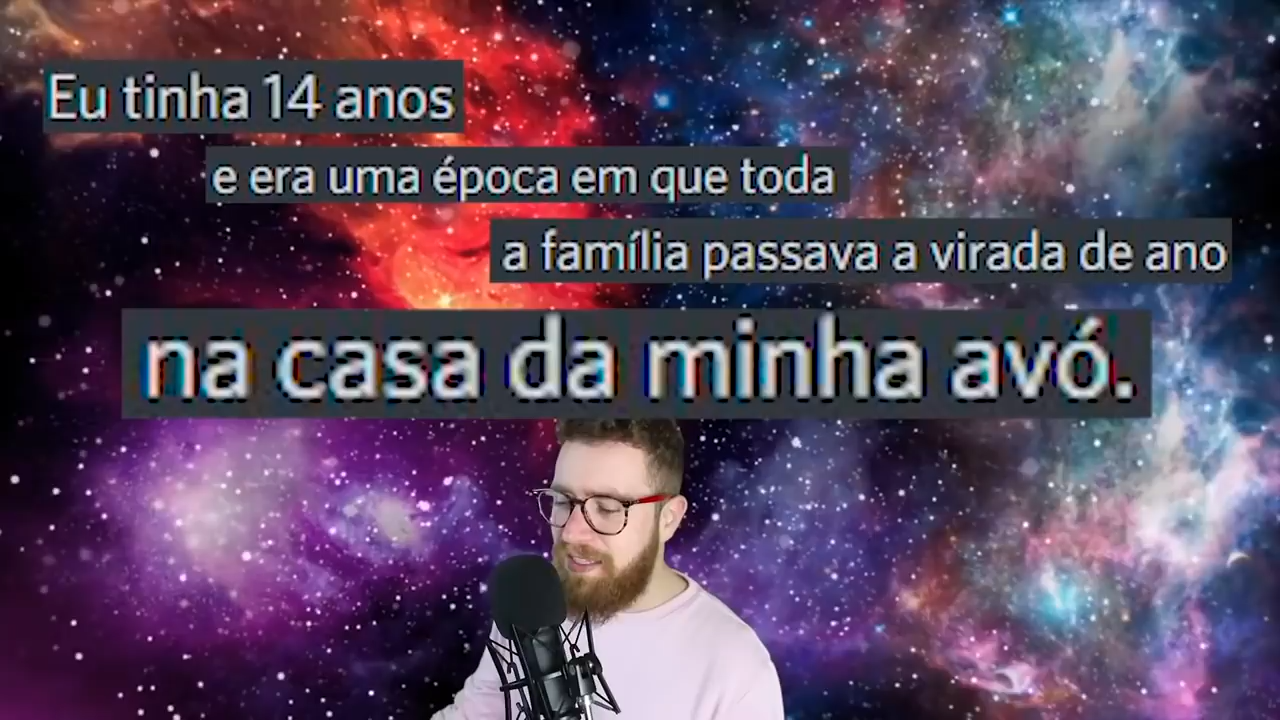 Eu tinha 14 anos
e era uma época em que toda
a família passava a virada de ano
na casa da minha avó.